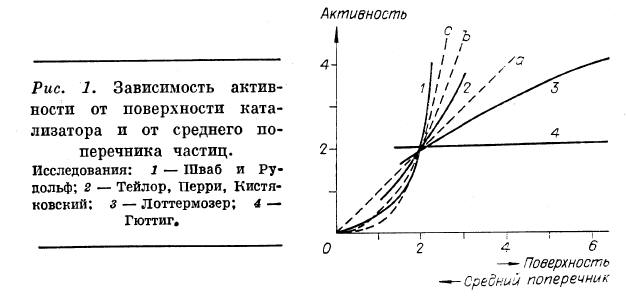 Рис. 1. Зависимость актив-
ности от поверхности ката-
лизатора и от среднего по-
перечника частиц.
Исследования: 1 — Шваб и Ру-
дольф; 2 — Тейлор, Перри, Кистя-
ковский; 3 — Лоттермозер; 4 —
Гюттиг.
Активность
c
b
a
4
1
2
3
4
2
0
2
4
6
Поверхность
Средний поперечник